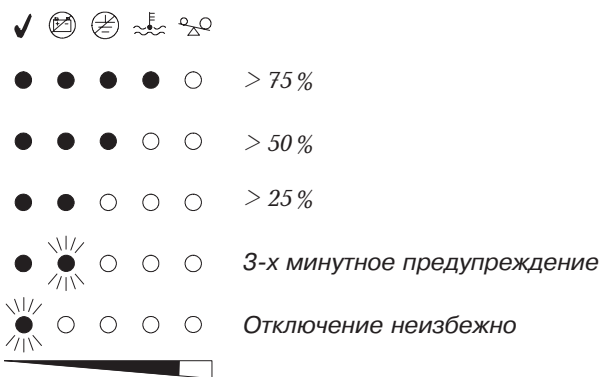 > 75 %
> 50 %
> 25 %
3-х минутное предупреждение
Отключение неизбежно